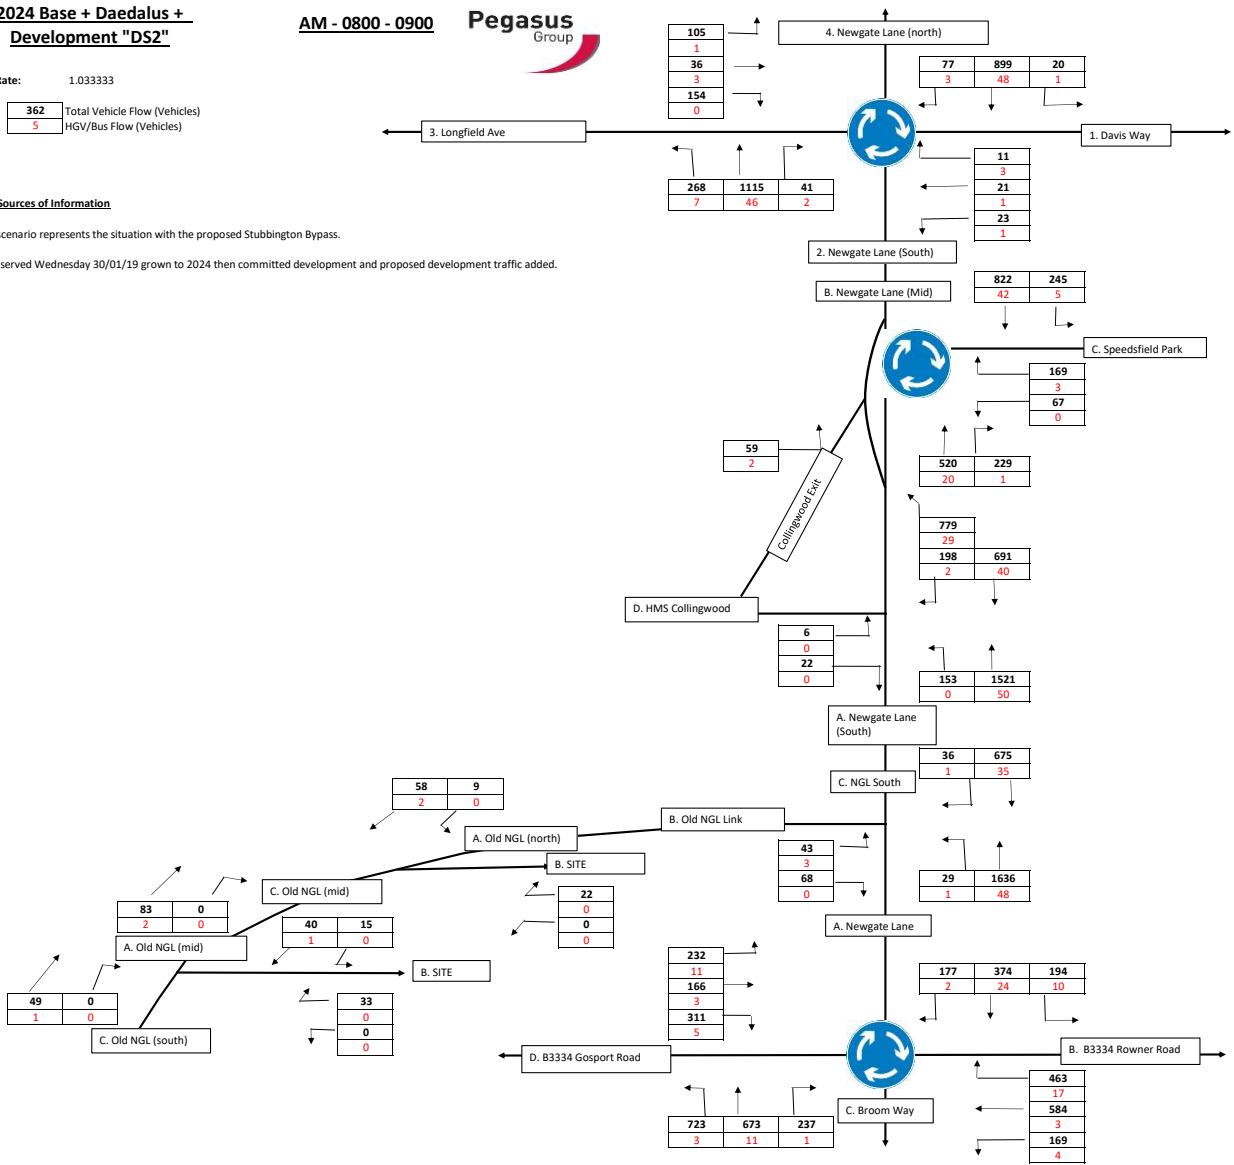 2024 Base + Daedalus +
Development "DS2"
AM - 0800 - 0900
Pegasus
Group
Rate: 1.033333
362 Total Vehicle Flow (Vehicles)
5 HGV/Bus Flow (Vehicles)
Sources of Information
scenario represents the situation with the proposed Stubbington Bypass.
served Wednesday 30/01/19 grown to 2024 then committed development and proposed development traffic added.
105
1
36
3
154
0
4. Newgate Lane (north)
77 899 20
3 48 1
3. Longfield Ave
1. Davis Way
268 1115 41
7 46 2
11
3
21
1
23
1
2. Newgate Lane (South)
B. Newgate Lane (Mid)
822 245
42 5
C. Speedsfield Park
169
3
67
0
59
2
520 229
20 1
Collingwood Exit
779
29
198 691
2 40
D. HMS Collingwood
6
0
22
0
153 1521
0 50
A. Newgate Lane
(South)
36 675
1 35
C. NGL South
58 9
2 0
B. Old NGL Link
A. Old NGL (north)
B. SITE
43
3
68
0
29 1636
1 48
C. Old NGL (mid)
22
0
0
0
83 0
2 0
40 15
1 0
A. Newgate Lane
A. Old NGL (mid)
B. SITE
232
11
166
3
311
5
177 374 194
2 24 10
49 0
1 0
33
0
0
0
C. Old NGL (south)
D. B3334 Gosport Road
B. B3334 Rowner Road
463
17
584
3
169
4
C. Broom Way
723 673 237
3 11 1